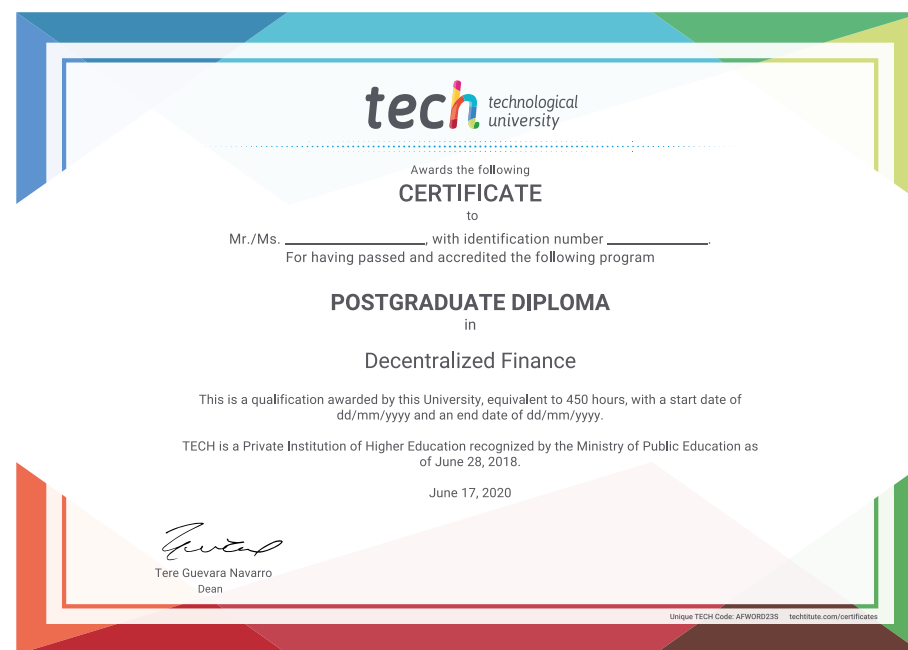 tech technological
university
Awards the following
CERTIFICATE
to
Mr./Ms. ____________, with identification number ____________.
For having passed and accredited the following program
POSTGRADUATE DIPLOMA
in
Decentralized Finance
This is a qualification awarded by this University, equivalent to 450 hours, with a start date of
dd/mm/yyyy and an end date of dd/mm/yyyy.
TECH is a Private Institution of Higher Education recognized by the Ministry of Public Education as
of June 28, 2018.
June 17, 2020
Tere Guevara Navarro
Dean
Unique TECH Code: AFWORD23S techtitute.com/certificates